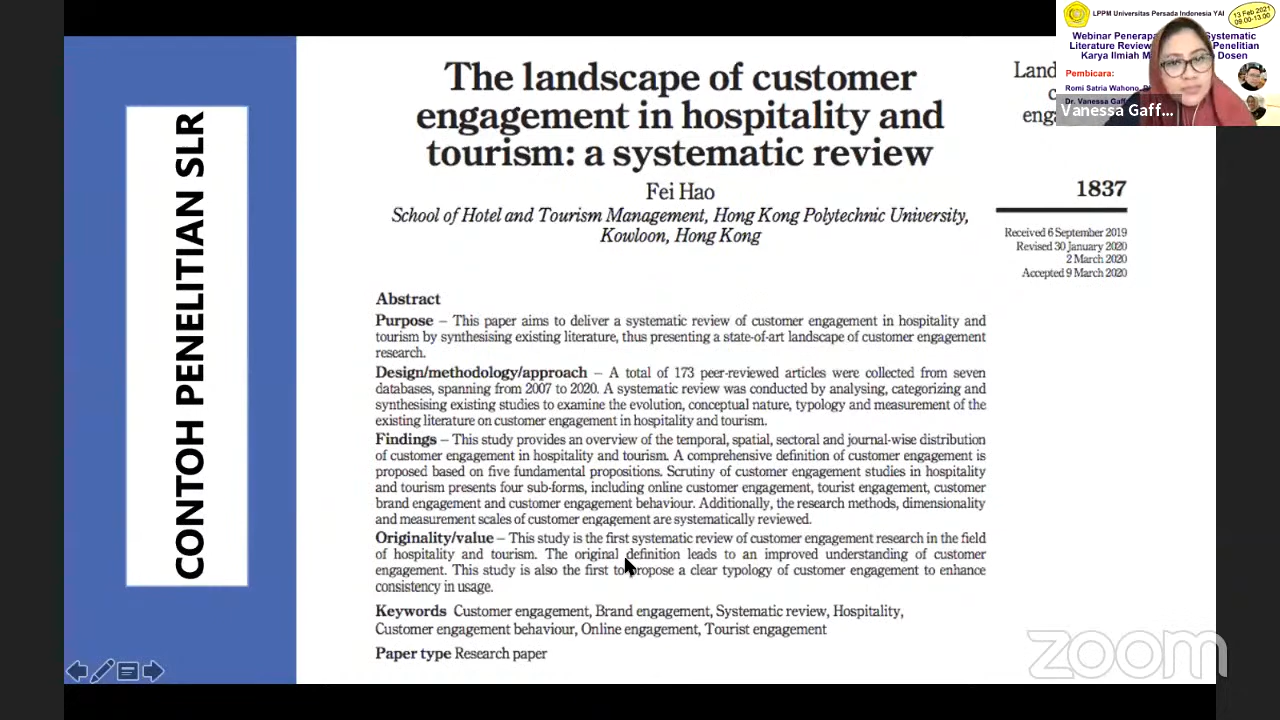 CONTOH PENELITIAN SLR
The landscape of customer
engagement in hospitality and
tourism: a systematic review
Fei Hao
School of Hotel and Tourism Management, Hong Kong Polytechnic University,
Kowloon, Hong Kong
1837
Received 6 September 2019
Revised 30 January 2020
2 March 2020
Accepted 9 March 2020
Abstract
Purpose – This paper aims to deliver a systematic review of customer engagement in hospitality and
tourism by synthesising existing literature, thus presenting a state-of-art landscape of customer engagement
research.
Design/methodology/approach – A total of 173 peer-reviewed articles were collected from seven
databases, spanning from 2007 to 2020. A systematic review was conducted by analysing, categorizing and
synthesising existing studies to examine the evolution, conceptual nature, typology and measurement of the
existing literature on customer engagement in hospitality and tourism.
Findings – This study provides an overview of the temporal, spatial, sectoral and journal-wise distribution
of customer engagement in hospitality and tourism. A comprehensive definition of customer engagement is
proposed based on five fundamental propositions. Scrutiny of customer engagement studies in hospitality
and tourism presents four sub-forms, including online customer engagement, tourist engagement, customer
brand engagement and customer engagement behaviour. Additionally, the research methods, dimensionality
and measurement scales of customer engagement are systematically reviewed.
Originality/value – This study is the first systematic review of customer engagement research in the field
of hospitality and tourism. The original definition leads to an improved understanding of customer
engagement. This study is also the first to propose a clear typology of customer engagement to enhance
consistency in usage.
Keywords Customer engagement, Brand engagement, Systematic review, Hospitality,
Customer engagement behaviour, Online engagement, Tourist engagement
Paper type Research paper
LPPM Universitas Persada Indonesia YAI
13 Feb 2021
09.00-13.00
Webinar Systematic
Literature Review Penelitian
Karya Ilmiah Dosen
Pembicara:
Romi Satria Wahono,
Dr. Vanessa Gaff
Vanessa Gaff...
zoom